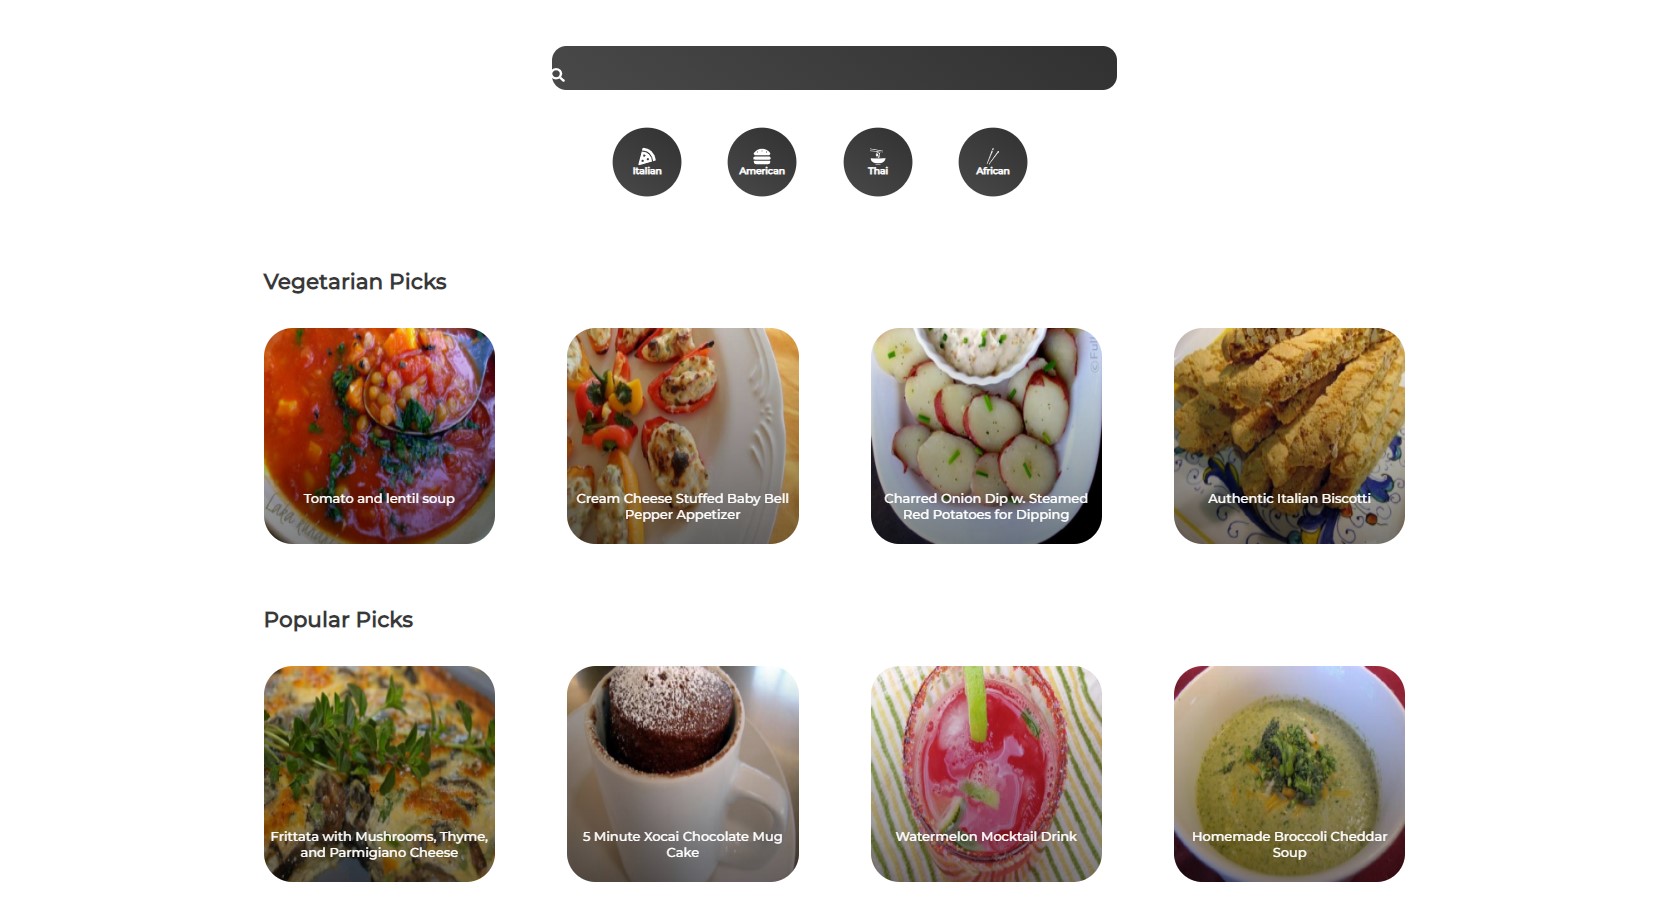 Italian
American
Thai
African
Vegetarian Picks
Tomato and lentil soup
Cream Cheese Stuffed Baby Bell
Pepper Appetizer
Charred Onion Dip w. Steamed
Red Potatoes for Dipping
Authentic Italian Biscotti
Popular Picks
Frittata with Mushrooms, Thyme,
and Parmigiano Cheese
5 Minute Xocai Chocolate Mug
Cake
Watermelon Mocktail Drink
Homemade Broccoli Cheddar
Soup